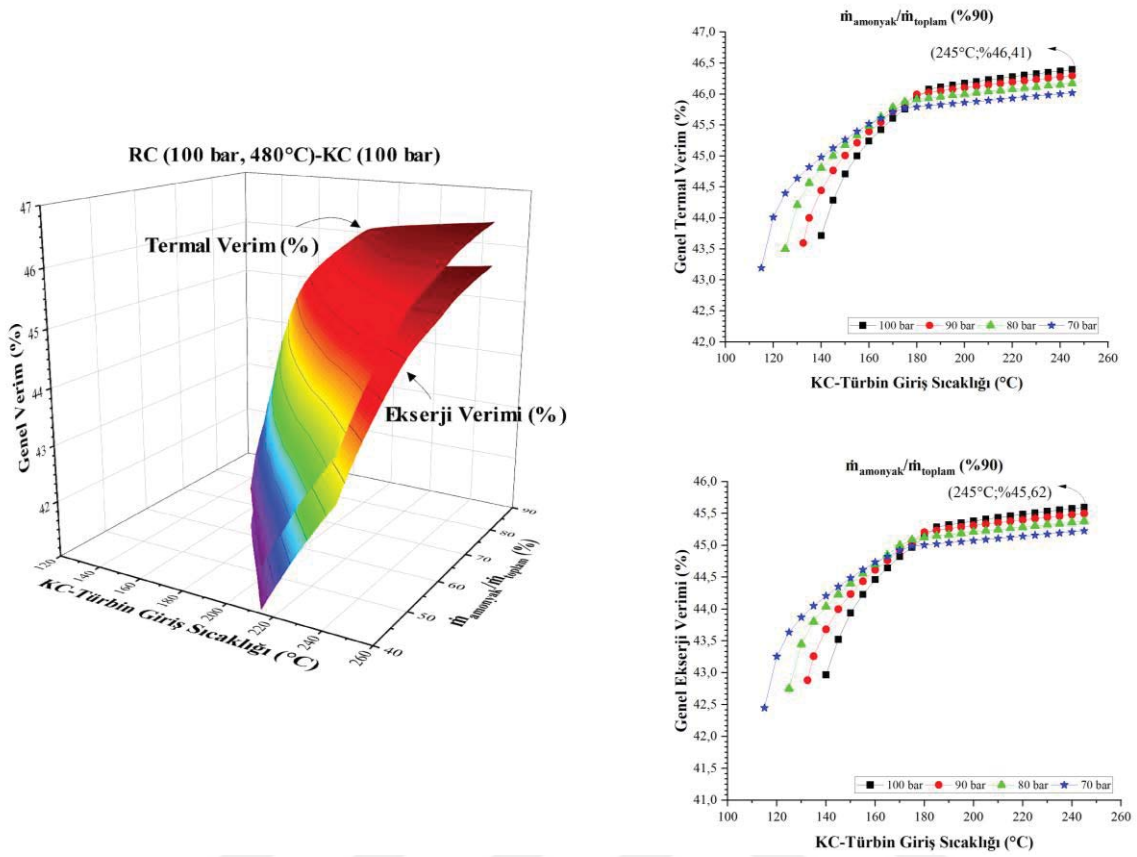 RC (100 bar, 480°C)-KC (100 bar)
Termal Verim (%)
Ekserji Verimi (%)
Genel Verim (%)
47
46
45
44
43
42
120
140
160
180
200
220
240
260
KC-Türbin Giriş Sıcaklığı (°C)
40
50
60
70
80
90
ṁamonyak/ṁtoplam (%)
ṁamonyak/ṁtoplam (%90)
(245°C;%46,41)
Genel Termal Verim (%)
47,0
46,5
46,0
45,5
45,0
44,5
44,0
43,5
43,0
42,5
42,0
100 bar 90 bar 80 bar 70 bar
100 120 140 160 180 200 220 240 260
KC-Türbin Giriş Sıcaklığı (°C)
ṁamonyak/ṁtoplam (%90)
(245°C;%45,62)
Genel Ekserji Verimi (%)
46,0
45,5
45,0
44,5
44,0
43,5
43,0
42,5
42,0
41,5
41,0
100 bar 90 bar 80 bar 70 bar
100 120 140 160 180 200 220 240 260
KC-Türbin Giriş Sıcaklığı (°C)